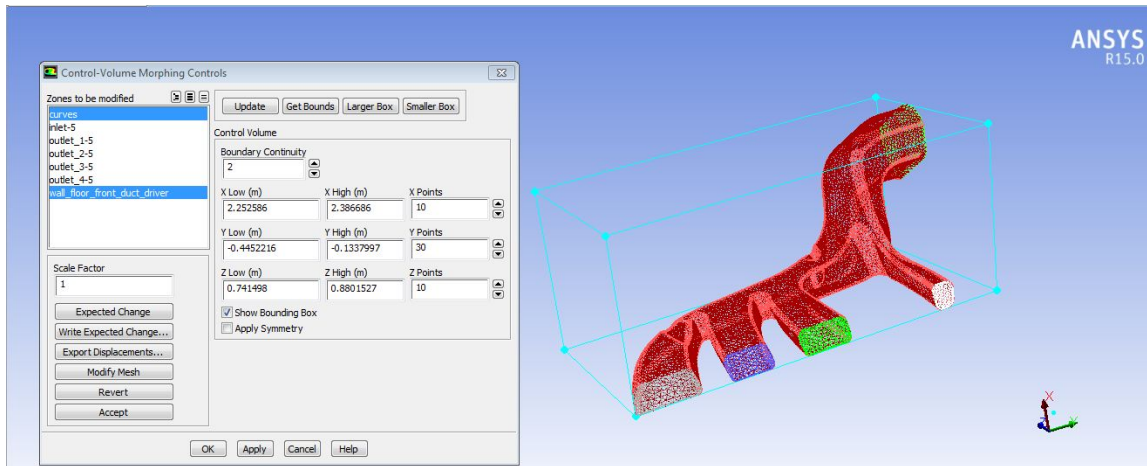 ANSYS
R15.0
Control-Volume Morphing Controls
Zones to be modified
curves
inlet-5
outlet_1-5
outlet_2-5
outlet_3-5
outlet_4-5
wall_floor_front_duct_driver
Update Get Bounds Larger Box Smaller Box
Control Volume
Boundary Continuity
2
X Low (m) X High (m) X Points
2.252586 2.386686 10
Y Low (m) Y High (m) Y Points
-0.4452216 -0.1337997 30
Z Low (m) Z High (m) Z Points
0.741498 0.8801527 10
Show Bounding Box
Apply Symmetry
Scale Factor
1
Expected Change
Write Expected Change...
Export Displacements...
Modify Mesh
Revert
Accept
OK Apply Cancel Help
X